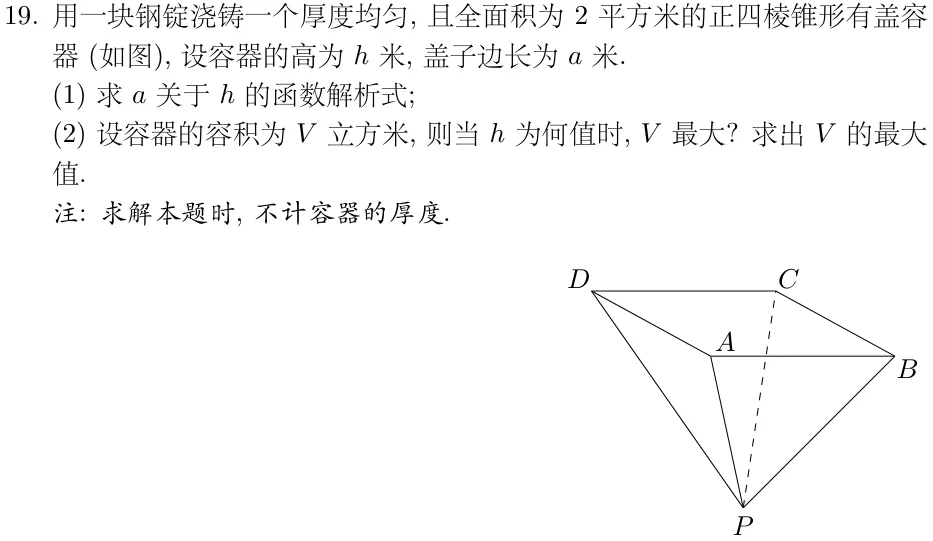 19. 用一块钢锭浇铸一个厚度均匀, 且全面积为 2 平方米的正四棱锥形有盖容
器 (如图), 设容器的高为 h 米, 盖子边长为 a 米.
(1) 求 a 关于 h 的函数解析式;
(2) 设容器的容积为 V 立方米, 则当 h 为何值时, V 最大? 求出 V 的最大
值.
注: 求解本题时, 不计容器的厚度.
D
C
A
B
P